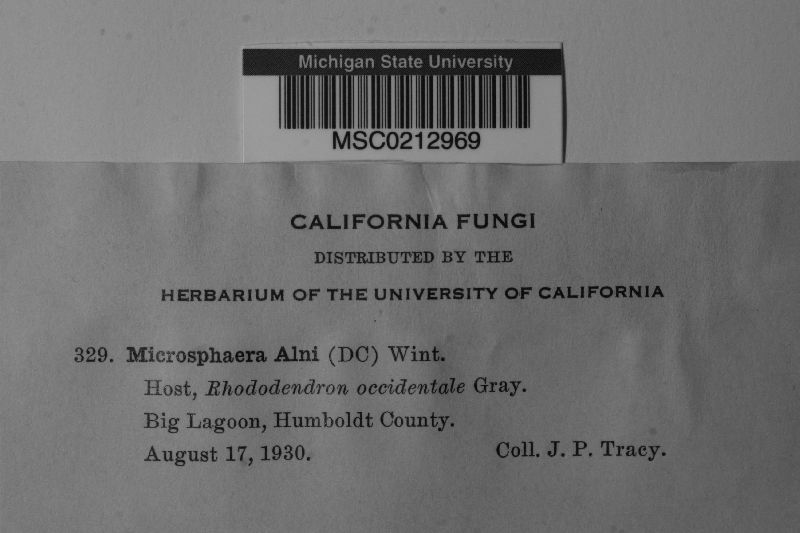 Michigan State University
MSC0212969
CALIFORNIA FUNGI
DISTRIBUTED BY THE
HERBARIUM OF THE UNIVERSITY OF CALIFORNIA
329. Microsphaera Alni (DC) Wint.
Host, Rhododendron occidentale Gray.
Big Lagoon, Humboldt County.
August 17, 1930. Coll. J. P. Tracy.